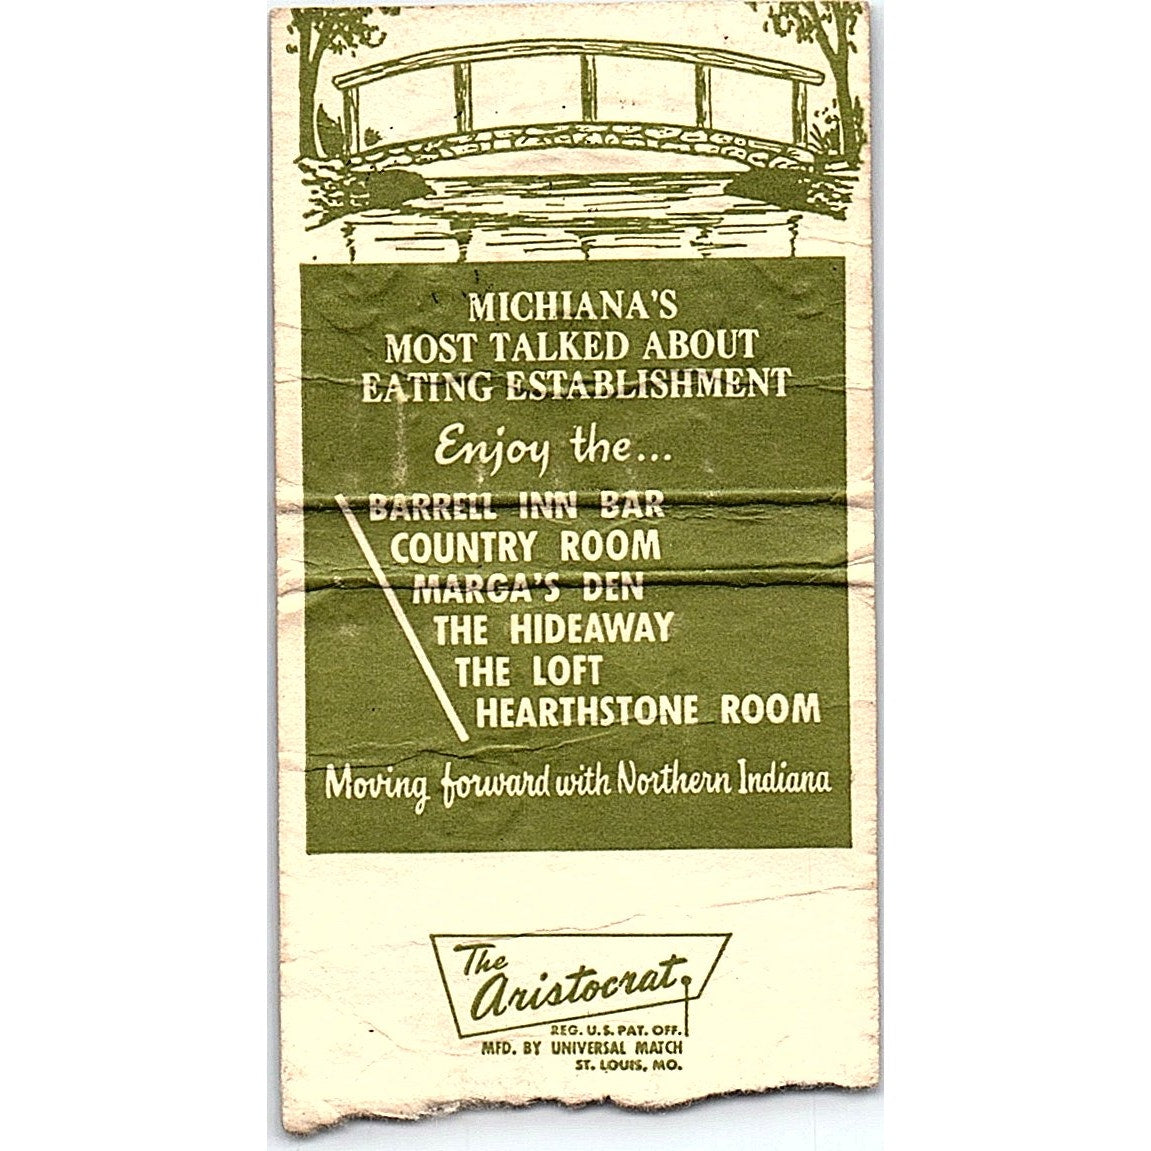 MICHIANA'S
MOST TALKED ABOUT
EATING ESTABLISHMENT
Enjoy the...
BARRELL INN BAR
COUNTRY ROOM
MARGA'S DEN
THE HIDEAWAY
THE LOFT
HEARTHSTONE ROOM
Moving forward with Northern Indiana
The
Aristocrat
REG. U.S. PAT. OFF.
MFD. BY UNIVERSAL MATCH
ST. LOUIS, MO.